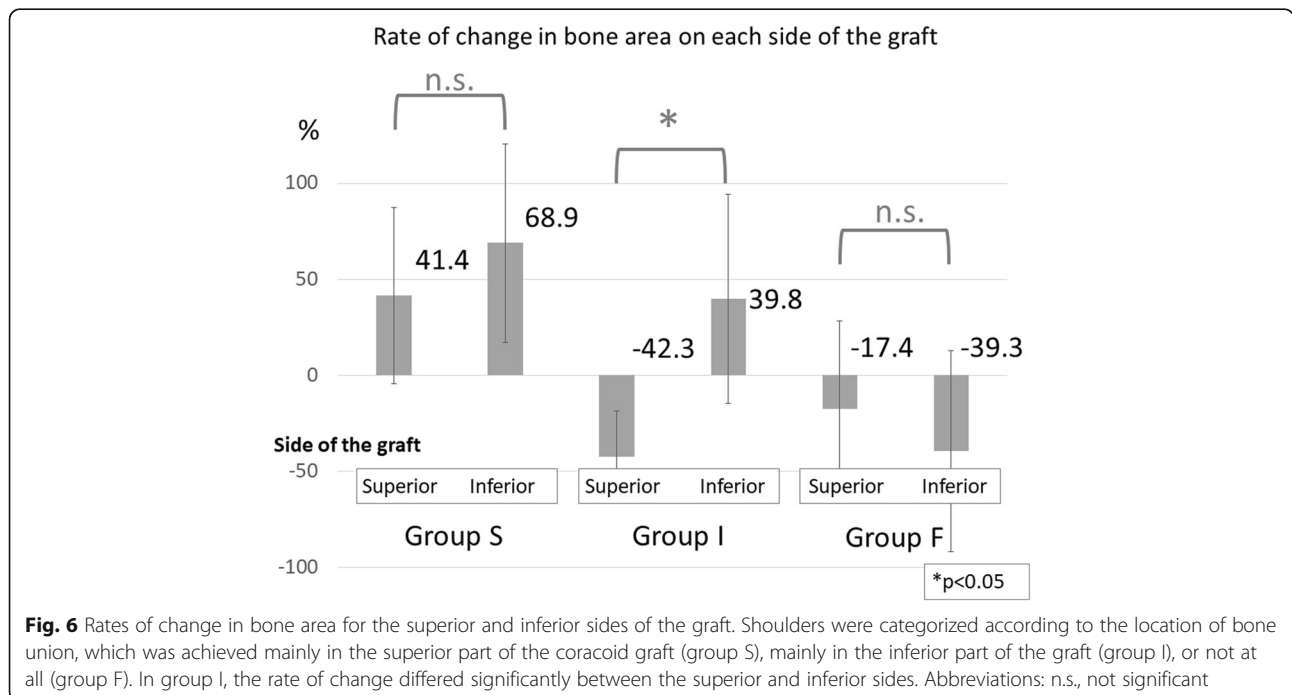 Rate of change in bone area on each side of the graft
n.s.
*
n.s.
%
100
50
0
-50
-100
41.4
68.9
-42.3
39.8
-17.4
-39.3
Side of the graft
Superior Inferior
Superior Inferior
Superior Inferior
Group S
Group I
Group F
*p<0.05
Fig. 6 Rates of change in bone area for the superior and inferior sides of the graft. Shoulders were categorized according to the location of bone
union, which was achieved mainly in the superior part of the coracoid graft (group S), mainly in the inferior part of the graft (group I), or not at
all (group F). In group I, the rate of change differed significantly between the superior and inferior sides. Abbreviations: n.s., not significant